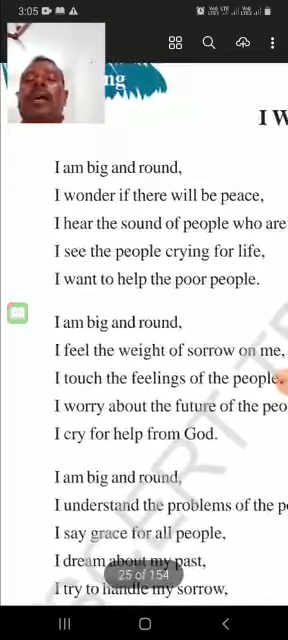 3:05
ng
I W
I am big and round,
I wonder if there will be peace,
I hear the sound of people who are
I see the people crying for life,
I want to help the poor people.
I am big and round,
I feel the weight of sorrow on me,
I touch the feelings of the people,
I worry about the future of the peo
I cry for help from God.
I am big and round,
I understand the problems of the p
I say grace for all people,
I dream about my past,
25 of 154
I try to handle my sorrow,
SCERT TE